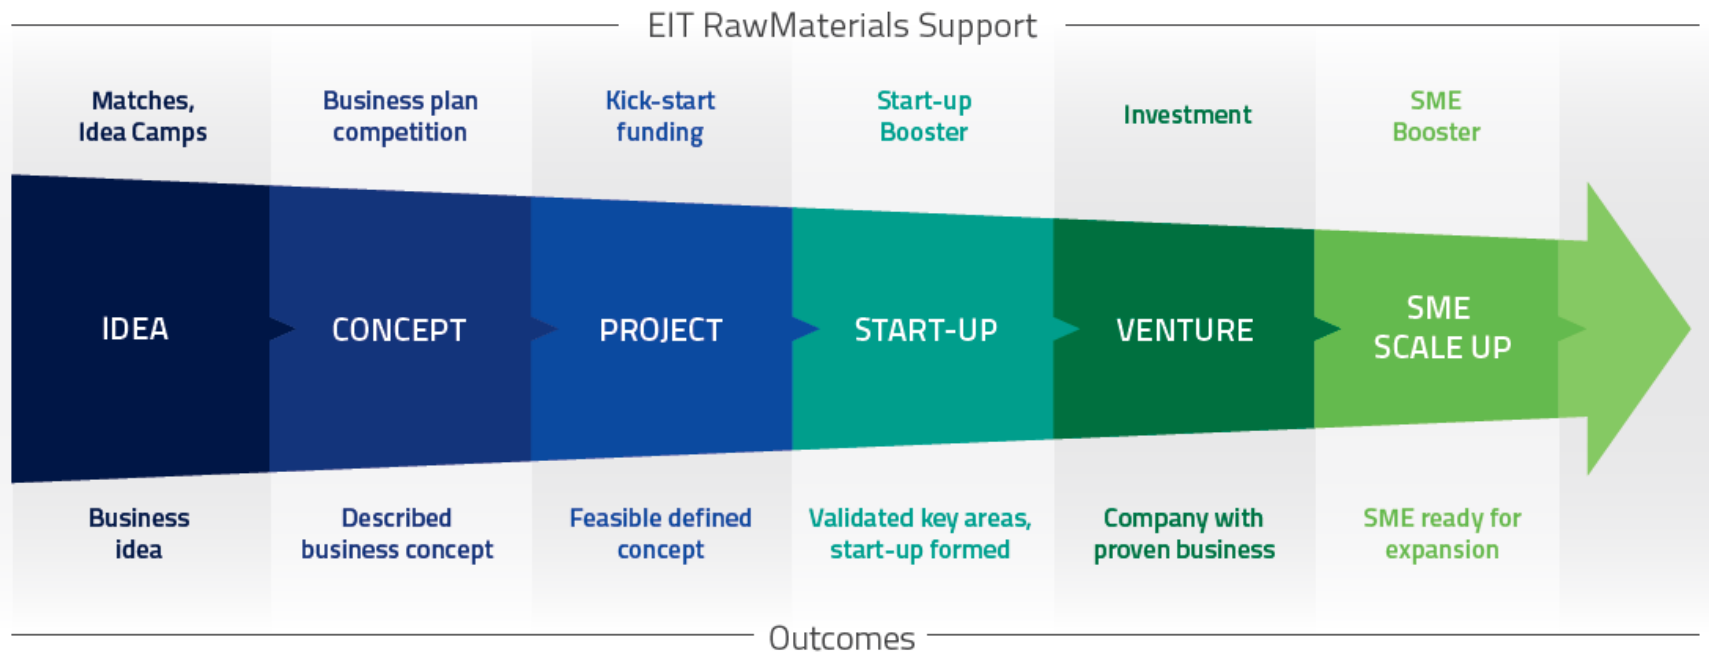 EIT RawMaterials Support
Matches,
Idea Camps
Business plan
competition
Kick-start
funding
Start-up
Booster
Investment
SME
Booster
IDEA
CONCEPT
PROJECT
START-UP
VENTURE
SME
SCALE UP
Business
idea
Described
business concept
Feasible defined
concept
Validated key areas,
start-up formed
Company with
proven business
SME ready for
expansion
Outcomes